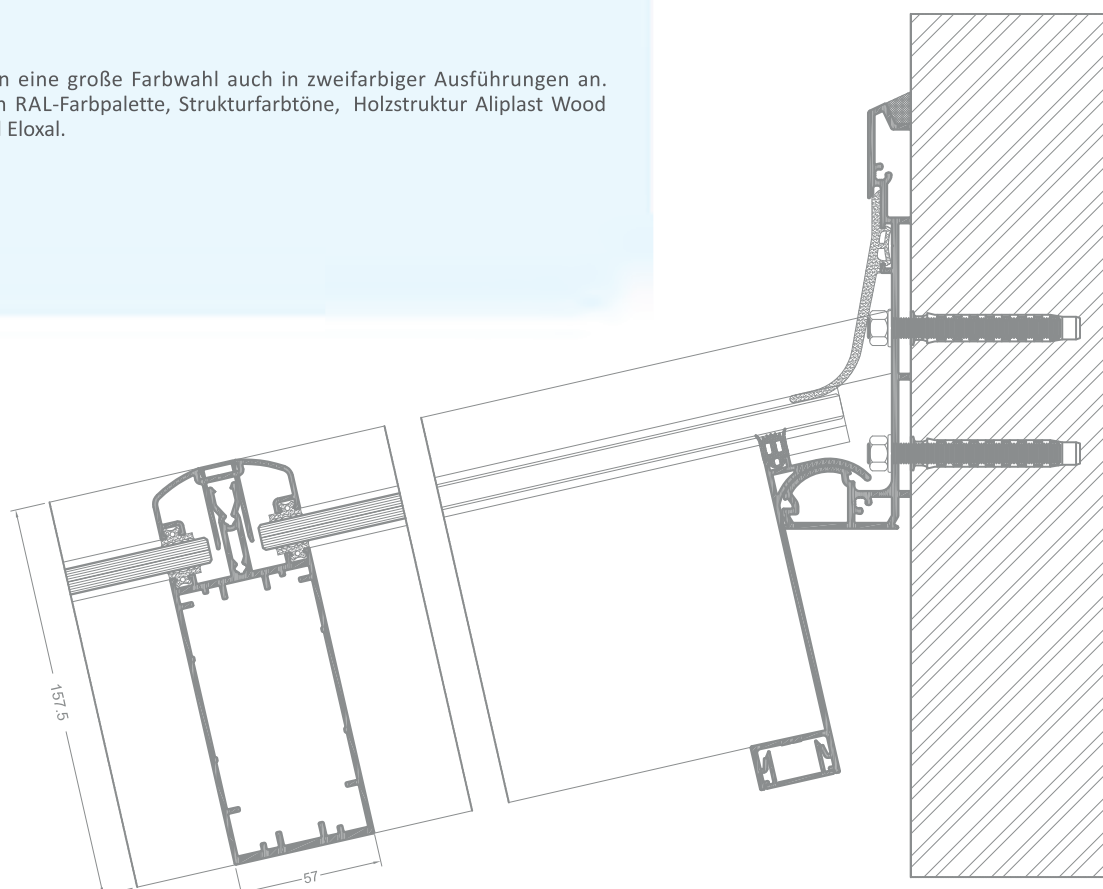 eine große Farbwahl auch in zweifarbiger Ausführungen an.
RAL-Farbpalette, Strukturfarbtöne, Holzstruktur Aliplast Wood
Eloxal.
157.5
57